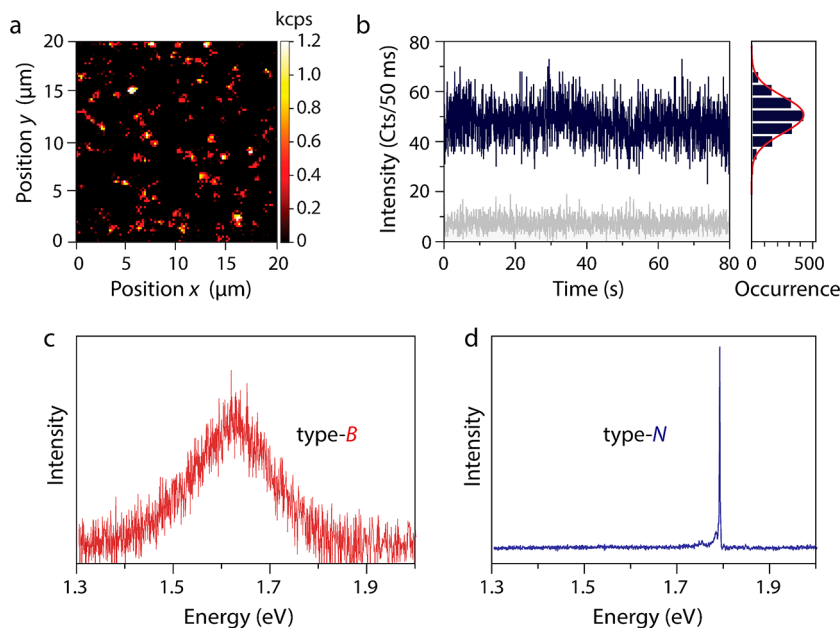 a
kcps
20
15
10
5
0
Position y (μm)
0 5 10 15 20
Position x (μm)
1.2
1.0
0.8
0.6
0.4
0.2
0
b
80
60
40
20
0
Intensity (Cts/50 ms)
0 20 40 60 80
Time (s)
0 500
Occurrence
c
Intensity
type-B
1.3 1.5 1.7 1.9
Energy (eV)
d
Intensity
type-N
1.3 1.5 1.7 1.9
Energy (eV)